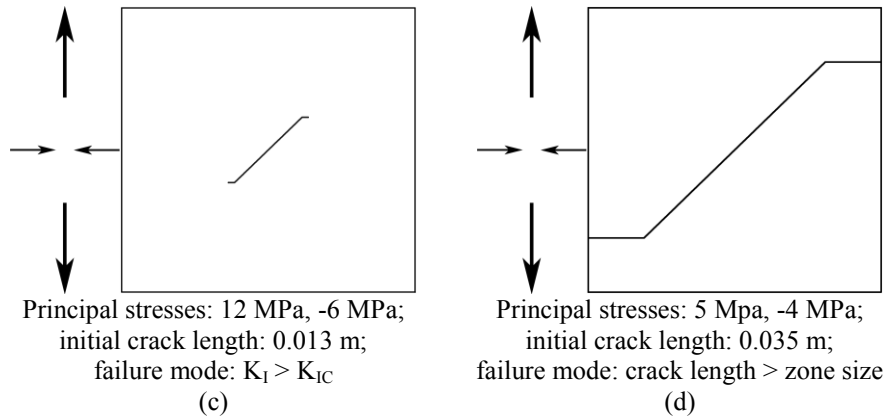 Principal stresses: 12 MPa, -6 MPa;
initial crack length: 0.013 m;
failure mode: K_I > K_IC
(c)
Principal stresses: 5 Mpa, -4 MPa;
initial crack length: 0.035 m;
failure mode: crack length > zone size
(d)